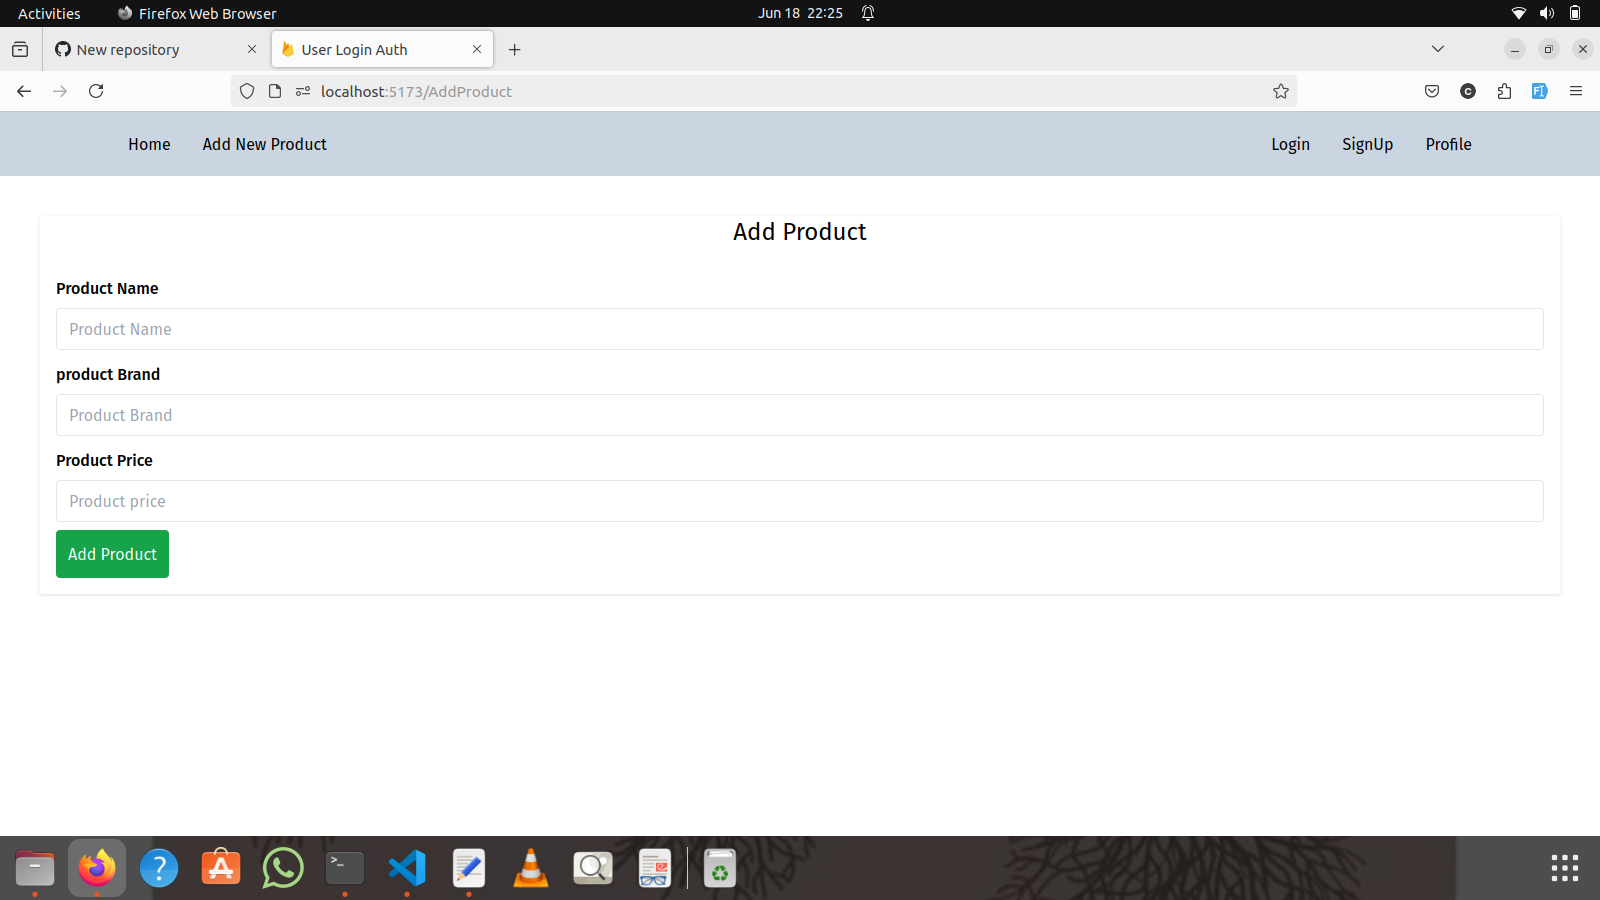 Activities Firefox Web Browser Jun 18 22:25
New repository User Login Auth
localhost:5173/AddProduct
Home Add New Product Login SignUp Profile
Add Product
Product Name
Product Name
product Brand
Product Brand
Product Price
Product price
Add Product